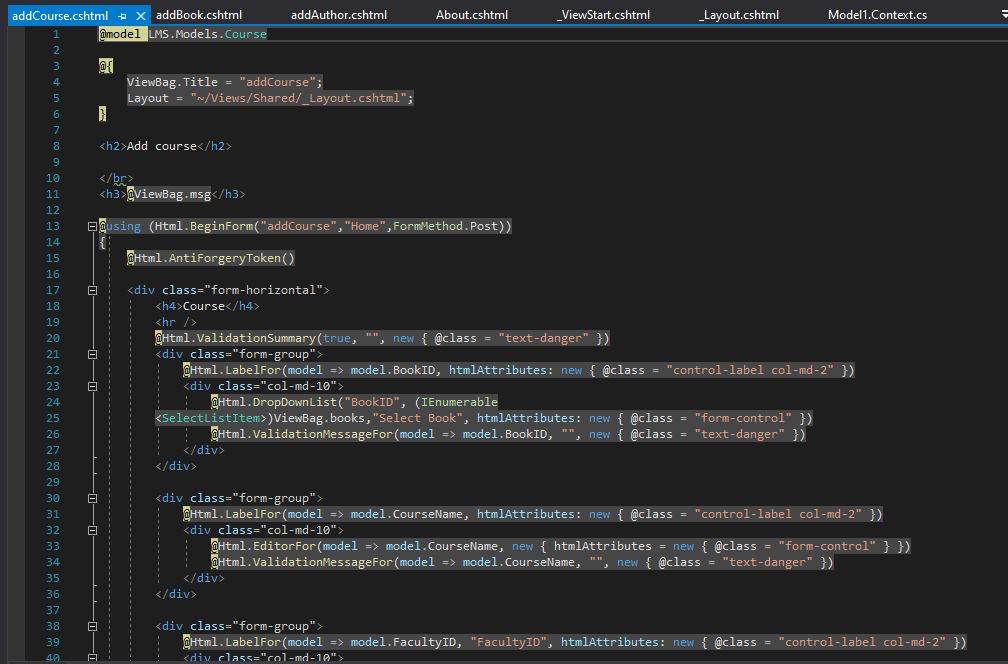 addCourse.cshtml addBook.cshtml addAuthor.cshtml About.cshtml _ViewStart.cshtml _Layout.cshtml Model1.Context.cs
1 @model LMS.Models.Course
2
3 @{
4 ViewBag.Title = "addCourse";
5 Layout = "~/Views/Shared/_Layout.cshtml";
6 }
7
8 <h2>Add course</h2>
9
10 </br>
11 <h3>@ViewBag.msg</h3>
12
13 @using (Html.BeginForm("addCourse","Home",FormMethod.Post))
14 {
15 @Html.AntiForgeryToken()
16
17 <div class="form-horizontal">
18 <h4>Course</h4>
19 <hr />
20 @Html.ValidationSummary(true, "", new { @class = "text-danger" })
21 <div class="form-group">
22 @Html.LabelFor(model => model.BookID, htmlAttributes: new { @class = "control-label col-md-2" })
23 <div class="col-md-10">
24 @Html.DropDownList("BookID", (IEnumerable
25 <SelectListItem>)ViewBag.books,"Select Book", htmlAttributes: new { @class = "form-control" })
26 @Html.ValidationMessageFor(model => model.BookID, "", new { @class = "text-danger" })
27 </div>
28 </div>
29
30 <div class="form-group">
31 @Html.LabelFor(model => model.CourseName, htmlAttributes: new { @class = "control-label col-md-2" })
32 <div class="col-md-10">
33 @Html.EditorFor(model => model.CourseName, new { htmlAttributes = new { @class = "form-control" } })
34 @Html.ValidationMessageFor(model => model.CourseName, "", new { @class = "text-danger" })
35 </div>
36 </div>
37
38 <div class="form-group">
39 @Html.LabelFor(model => model.FacultyID, "FacultyID", htmlAttributes: new { @class = "control-label col-md-2" })
40 <div class="col-md-10">